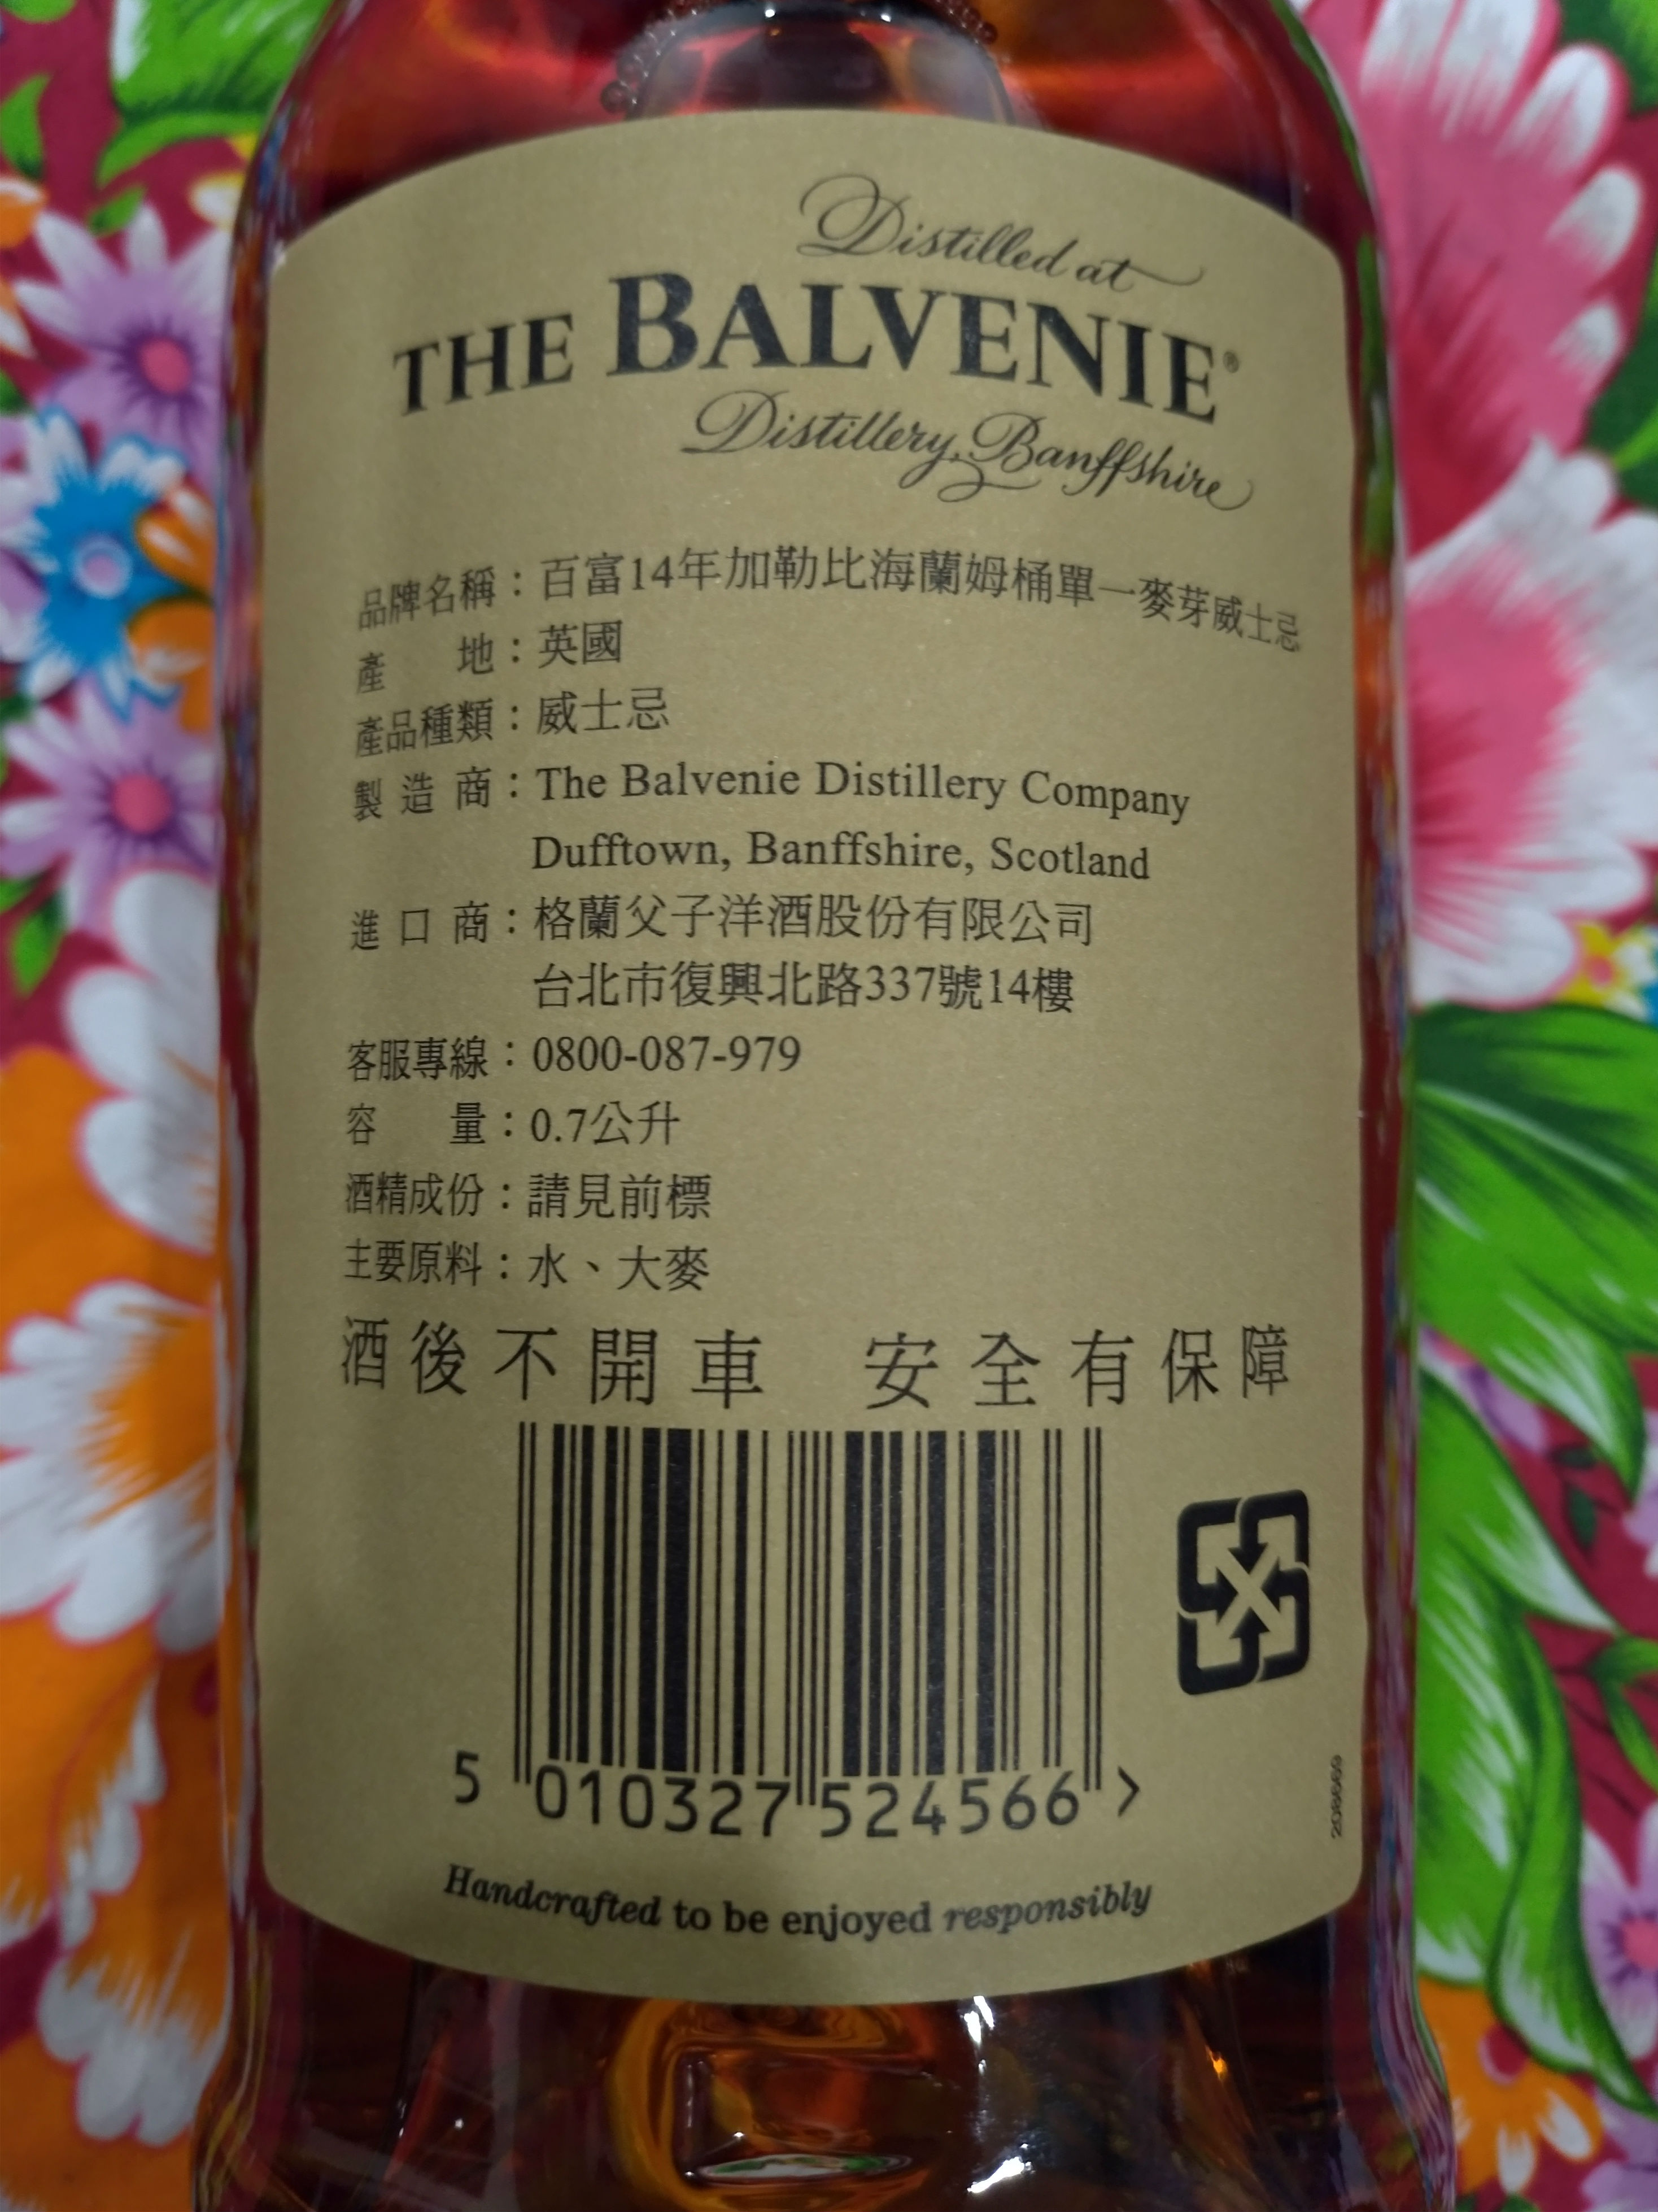 Distilled at
THE BALVENIE®
Distillery, Banffshire
品牌名稱：百富14年加勒比海蘭姆桶單一麥芽威士忌
產地：英國
產品種類：威士忌
製造商：The Balvenie Distillery Company
Dufftown, Banffshire, Scotland
進口商：格蘭父子洋酒股份有限公司
台北市復興北路337號14樓
客服專線：0800-087-979
容量：0.7公升
酒精成份：請見前標
主要原料：水、大麥
酒後不開車 安全有保障
5 010327 524566 >
Handcrafted to be enjoyed responsibly